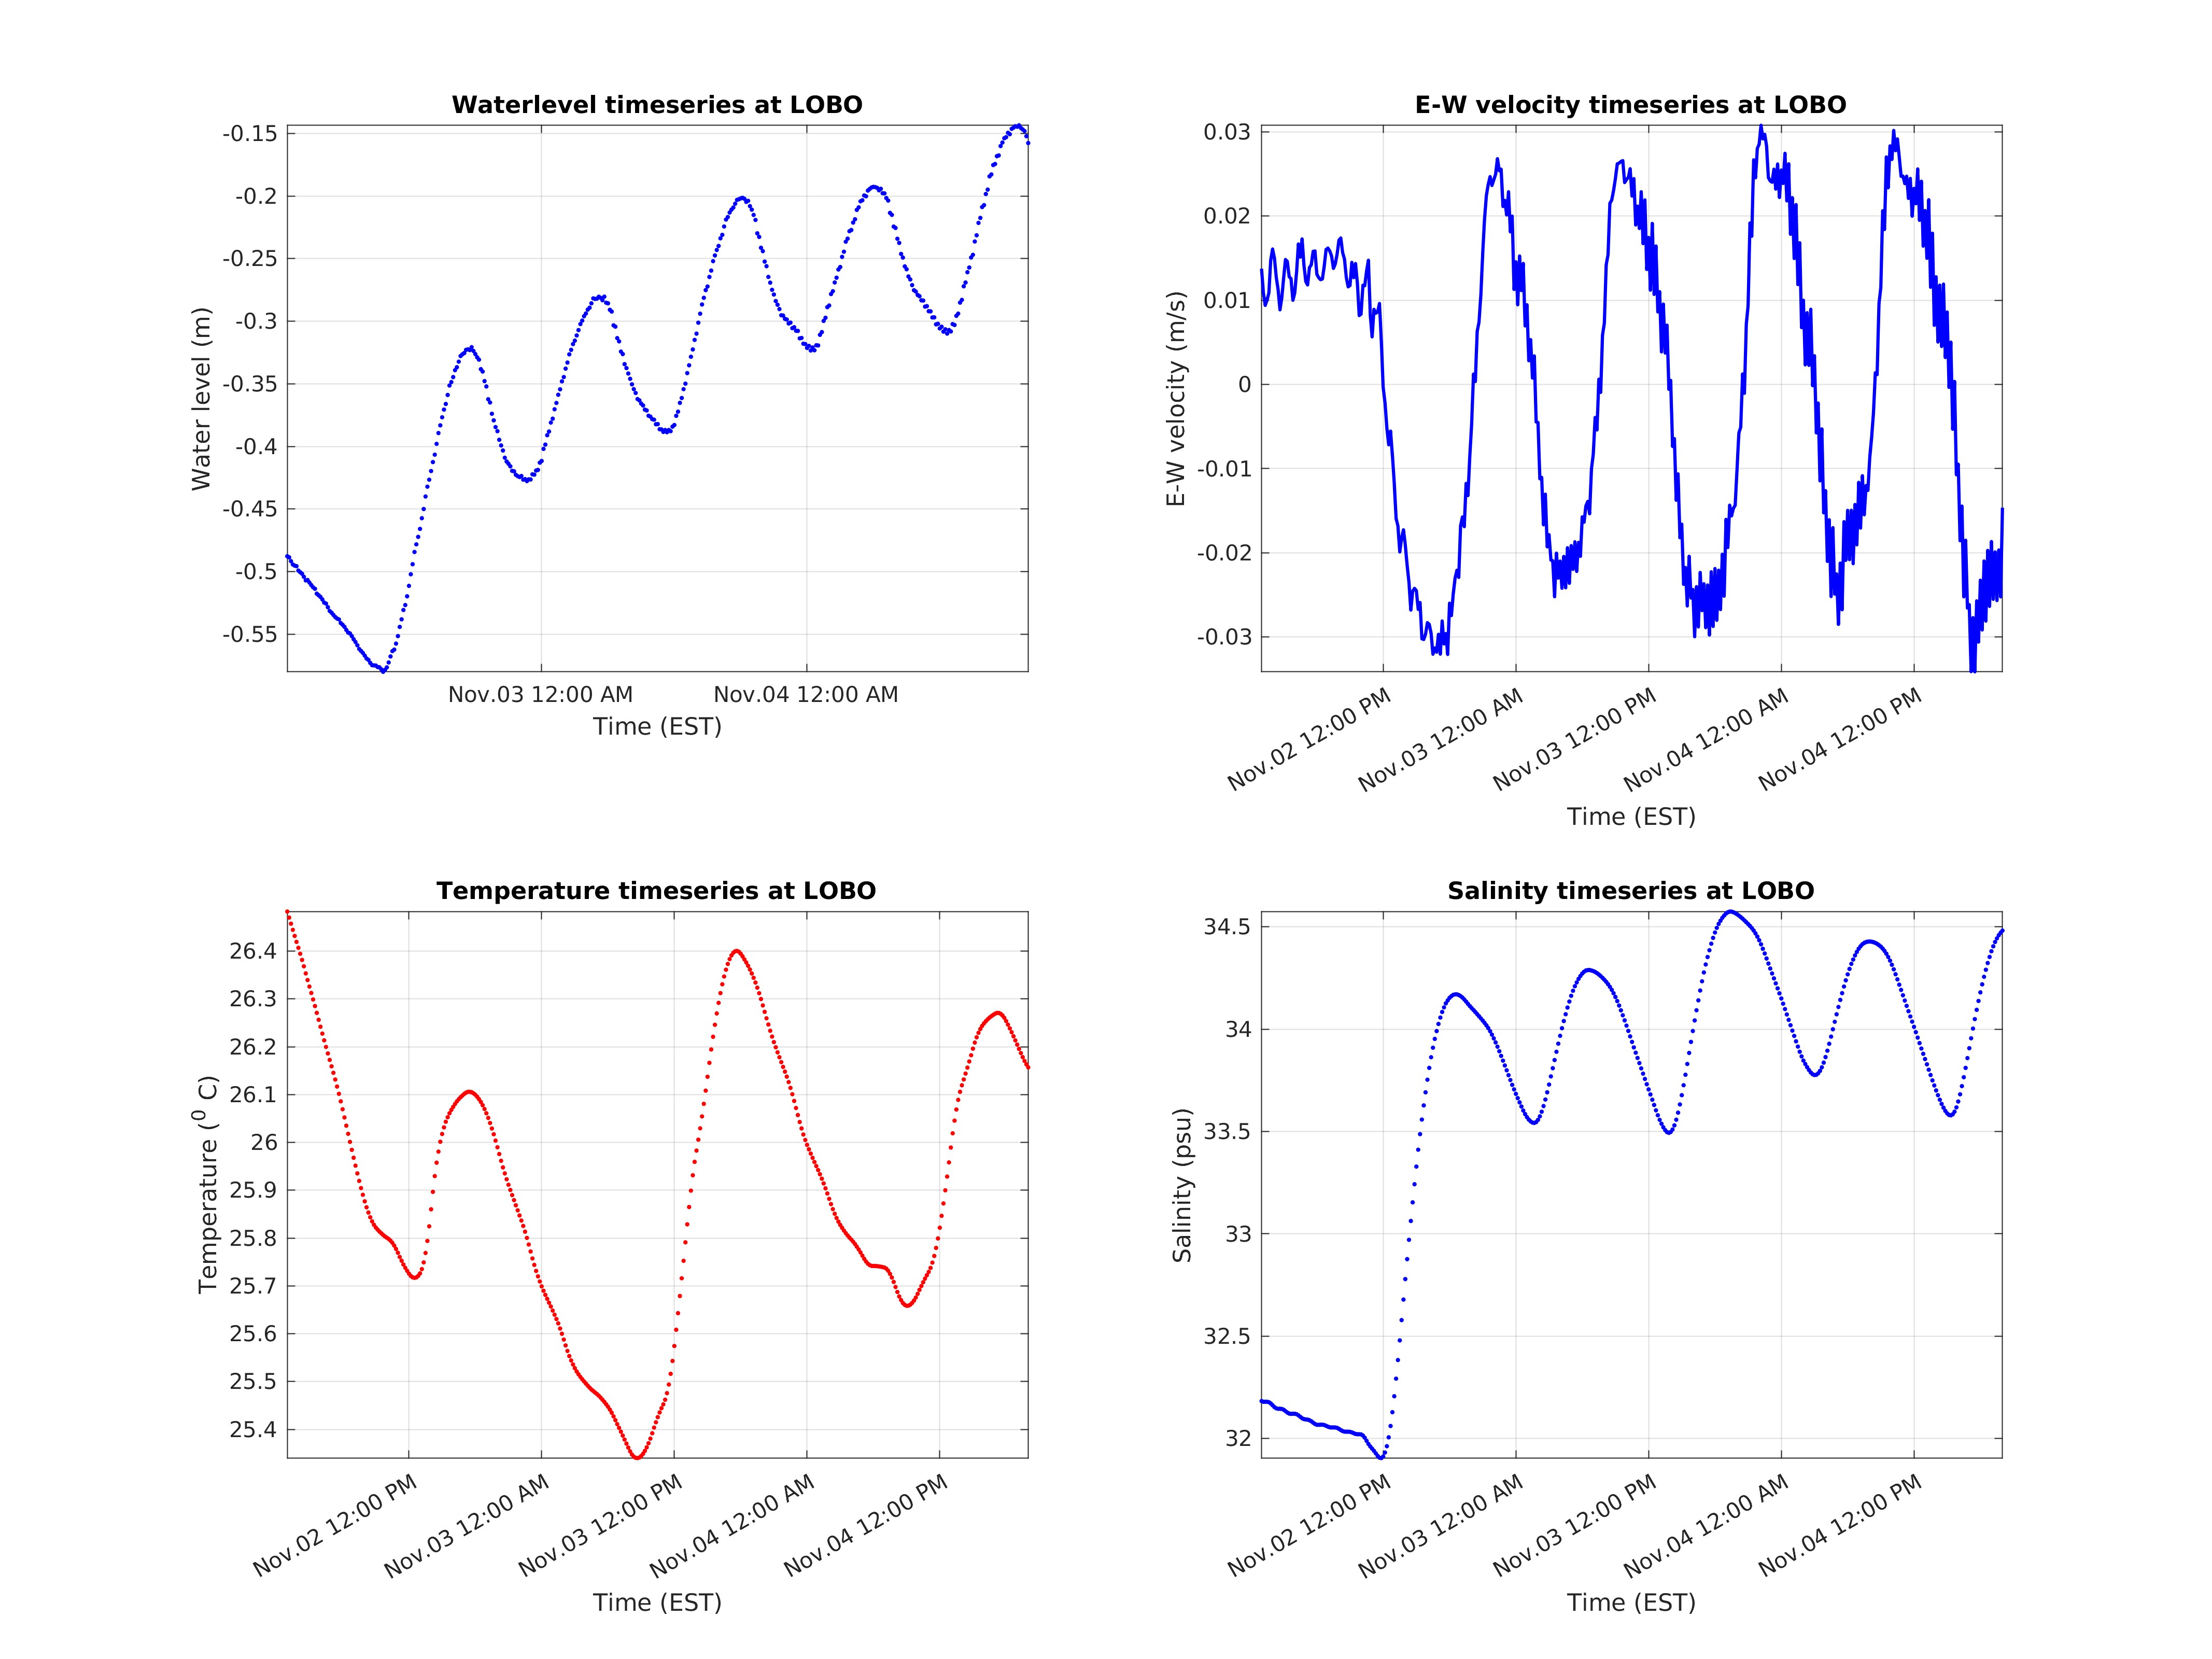 Waterlevel timeseries at LOBO
-0.15
-0.2
-0.25
-0.3
-0.35
-0.4
-0.45
-0.5
-0.55
Water level (m)
Nov.03 12:00 AM
Nov.04 12:00 AM
Time (EST)
E-W velocity timeseries at LOBO
0.03
0.02
0.01
0
-0.01
-0.02
-0.03
E-W velocity (m/s)
Nov.02 12:00 PM
Nov.03 12:00 AM
Nov.03 12:00 PM
Nov.04 12:00 AM
Nov.04 12:00 PM
Time (EST)
Temperature timeseries at LOBO
26.4
26.3
26.2
26.1
26
25.9
25.8
25.7
25.6
25.5
25.4
Temperature (⁰ C)
Nov.02 12:00 PM
Nov.03 12:00 AM
Nov.03 12:00 PM
Nov.04 12:00 AM
Nov.04 12:00 PM
Time (EST)
Salinity timeseries at LOBO
34.5
34
33.5
33
32.5
32
Salinity (psu)
Nov.02 12:00 PM
Nov.03 12:00 AM
Nov.03 12:00 PM
Nov.04 12:00 AM
Nov.04 12:00 PM
Time (EST)